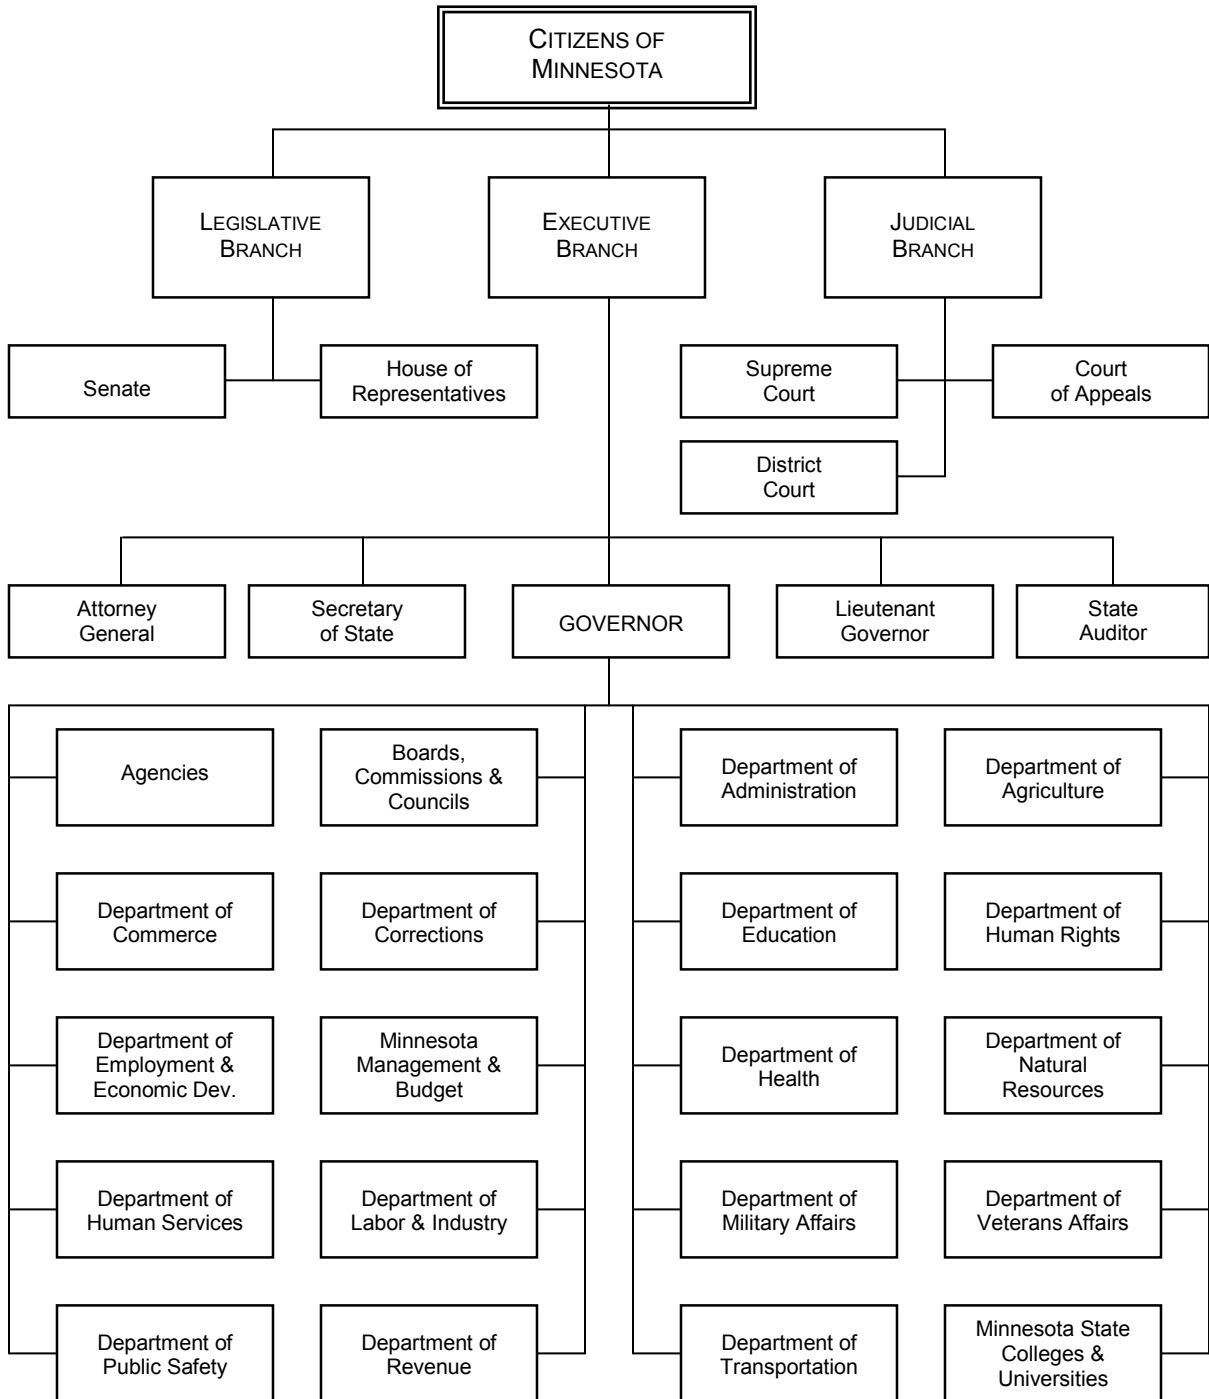 CITIZENS OF
MINNESOTA
LEGISLATIVE
BRANCH
EXECUTIVE
BRANCH
JUDICIAL
BRANCH
Senate
House of
Representatives
Supreme
Court
Court
of Appeals
District
Court
Attorney
General
Secretary
of State
GOVERNOR
Lieutenant
Governor
State
Auditor
Agencies
Boards,
Commissions &
Councils
Department of
Administration
Department of
Agriculture
Department of
Commerce
Department of
Corrections
Department of
Education
Department of
Human Rights
Department of
Employment &
Economic Dev.
Minnesota
Management &
Budget
Department of
Health
Department of
Natural
Resources
Department of
Human Services
Department of
Labor & Industry
Department of
Military Affairs
Department of
Veterans Affairs
Department of
Public Safety
Department of
Revenue
Department of
Transportation
Minnesota State
Colleges &
Universities